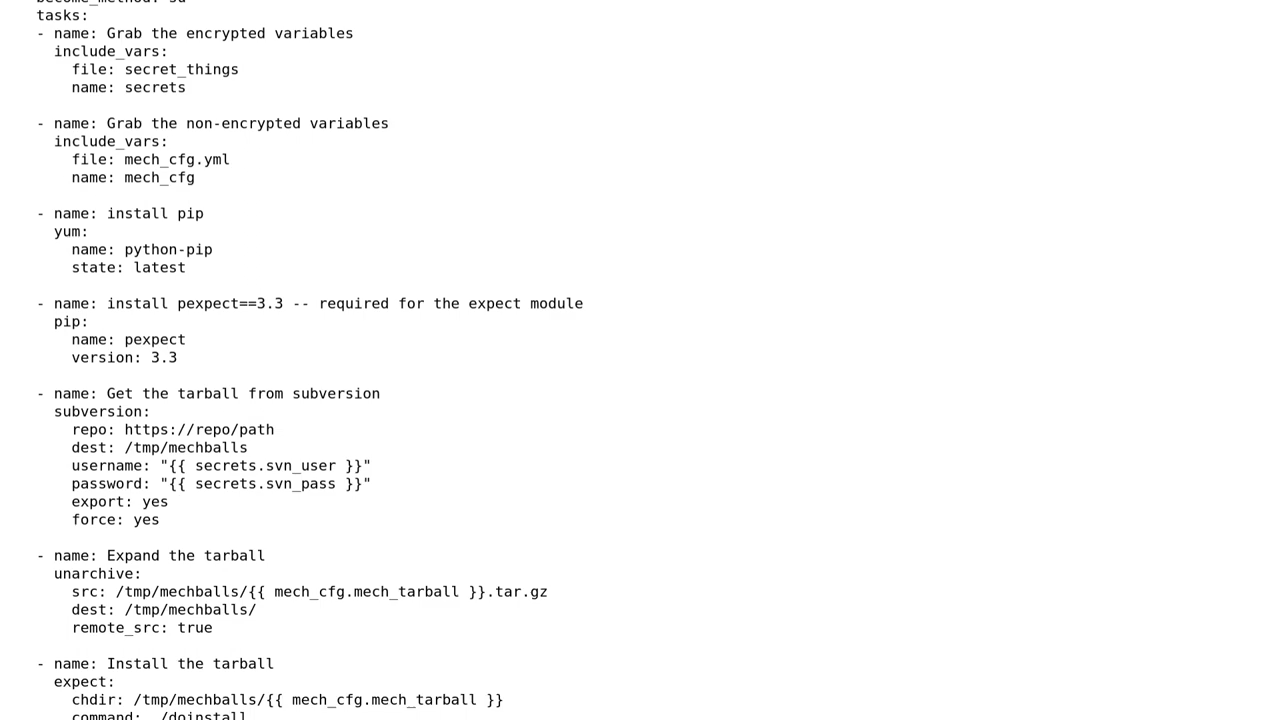 become_method: su
tasks:
- name: Grab the encrypted variables
include_vars:
file: secret_things
name: secrets
- name: Grab the non-encrypted variables
include_vars:
file: mech_cfg.yml
name: mech_cfg
- name: install pip
yum:
name: python-pip
state: latest
- name: install pexpect==3.3 -- required for the expect module
pip:
name: pexpect
version: 3.3
- name: Get the tarball from subversion
subversion:
repo: https://repo/path
dest: /tmp/mechballs
username: "{{ secrets.svn_user }}"
password: "{{ secrets.svn_pass }}"
export: yes
force: yes
- name: Expand the tarball
unarchive:
src: /tmp/mechballs/{{ mech_cfg.mech_tarball }}.tar.gz
dest: /tmp/mechballs/
remote_src: true
- name: Install the tarball
expect:
chdir: /tmp/mechballs/{{ mech_cfg.mech_tarball }}
command: ./doinstall